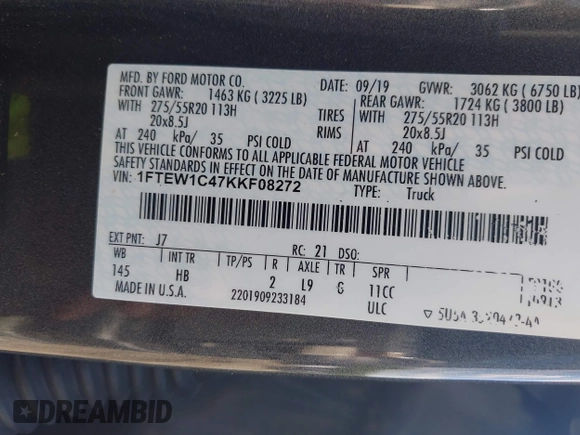 MFD. BY FORD MOTOR CO. DATE: 09/19 GVWR: 3062 KG (6750 LB)
FRONT GAWR: 1463 KG (3225 LB) REAR GAWR: 1724 KG (3800 LB)
WITH 275/55R20 113H TIRES WITH 275/55R20 113H
20x8.5J RIMS 20x8.5J
AT 240 kPa/ 35 PSI COLD AT 240 kPa/ 35 PSI COLD
THIS VEHICLE CONFORMS TO ALL APPLICABLE FEDERAL MOTOR VEHICLE
SAFETY STANDARDS IN EFFECT ON THE DATE OF MANUFACTURE SHOWN ABOVE.
VIN: 1FTEW1C47KKF08272 TYPE: Truck
EXT PNT: J7 RC: 21 DSO:
WB INT TR TP/PS R AXLE TR SPR
145 HB 2 L9 G 11CC
MADE IN U.S.A. 2201909233184 ULC
DREAMBID